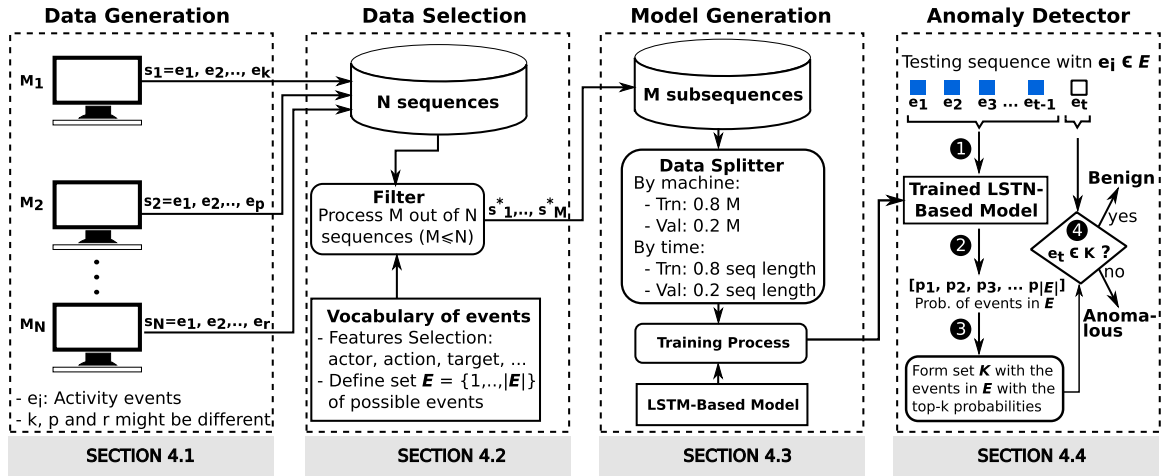 Data Generation
M1
s1=e1, e2,.., ek
M2
s2=e1, e2,.., ep
MN
sN=e1, e2,.., er
- ei: Activity events
- k, p and r might be different
SECTION 4.1
Data Selection
N sequences
Filter
Process M out of N
sequences (M⩽N)
s*1,.., s*M
Vocabulary of events
- Features Selection:
actor, action, target, ...
- Define set E = {1,..,|E|}
of possible events
SECTION 4.2
Model Generation
M subsequences
Data Splitter
By machine:
- Trn: 0.8 M
- Val: 0.2 M
By time:
- Trn: 0.8 seq length
- Val: 0.2 seq length
Training Process
LSTM-Based Model
SECTION 4.3
Anomaly Detector
Testing sequence witn ei ϵ E
e1 e2 e3 ... et-1 et
1
Trained LSTN-
Based Model
2
[p1, p2, p3, ... p|E|]
Prob. of events in E
3
Form set K with the
events in E with the
top-k probabilities
4
et ϵ K ?
yes
Benign
no
Anoma-
lous
SECTION 4.4